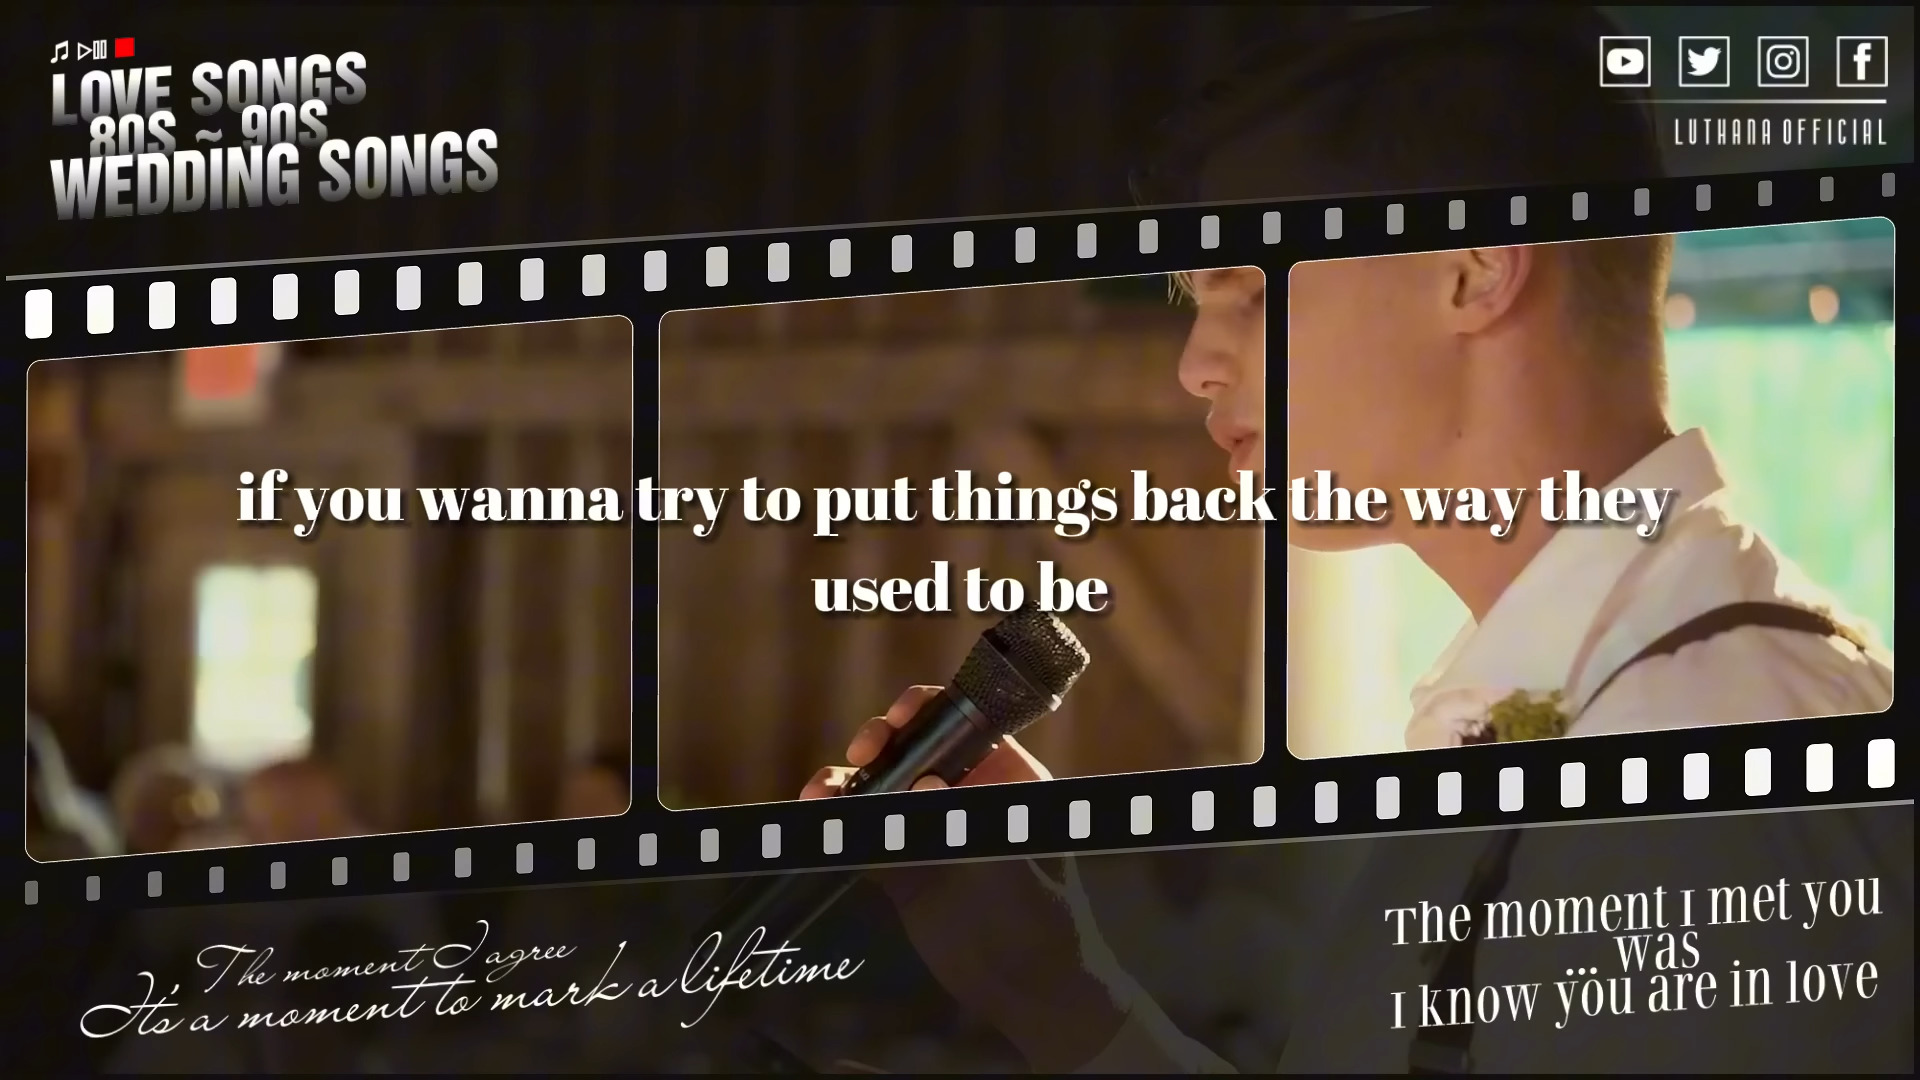 LOVE SONGS
80S ~ 90S
WEDDING SONGS
LUTHANA OFFICIAL
if you wanna try to put things back the way they
used to be
The moment I agree
It's a moment to mark a lifetime
The moment I met you
was
I know you are in love